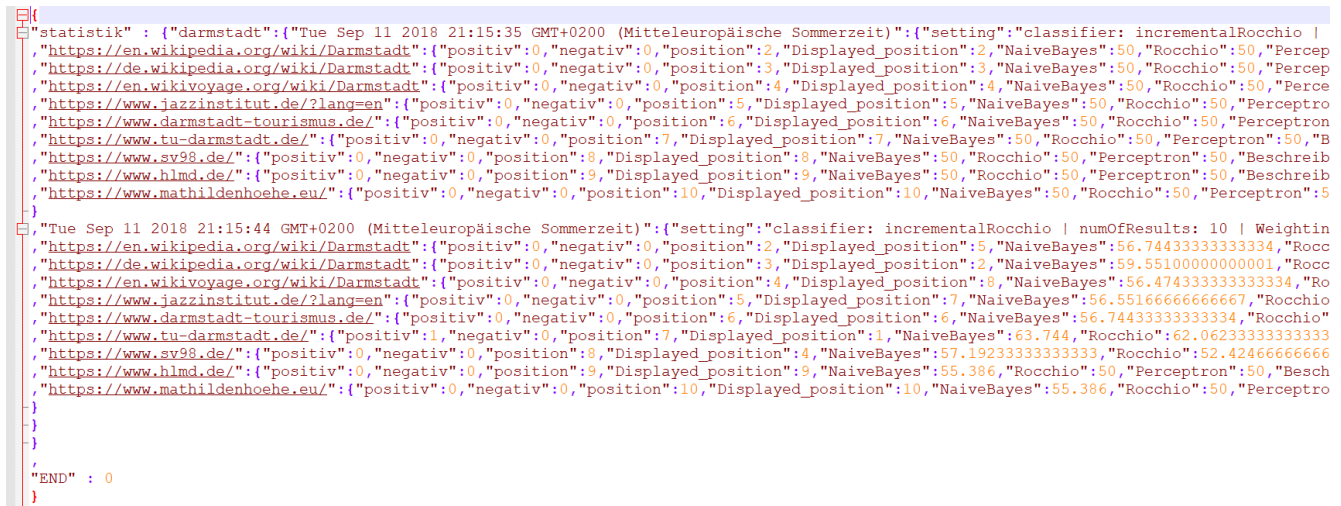 {
"statistik" : {"darmstadt":{"Tue Sep 11 2018 21:15:35 GMT+0200 (Mitteleuropäische Sommerzeit)":{"setting":"classifier: incrementalRocchio |
,"https://en.wikipedia.org/wiki/Darmstadt":{"positiv":0,"negativ":0,"position":2,"Displayed_position":2,"NaiveBayes":50,"Rocchio":50,"Percep
,"https://de.wikipedia.org/wiki/Darmstadt":{"positiv":0,"negativ":0,"position":3,"Displayed_position":3,"NaiveBayes":50,"Rocchio":50,"Percep
,"https://en.wikivoyage.org/wiki/Darmstadt":{"positiv":0,"negativ":0,"position":4,"Displayed_position":4,"NaiveBayes":50,"Rocchio":50,"Perce
,"https://www.jazzinstitut.de/?lang=en":{"positiv":0,"negativ":0,"position":5,"Displayed_position":5,"NaiveBayes":50,"Rocchio":50,"Perceptro
,"https://www.darmstadt-tourismus.de/":{"positiv":0,"negativ":0,"position":6,"Displayed_position":6,"NaiveBayes":50,"Rocchio":50,"Perceptron
,"https://www.tu-darmstadt.de/":{"positiv":0,"negativ":0,"position":7,"Displayed_position":7,"NaiveBayes":50,"Rocchio":50,"Perceptron":50,"B
,"https://www.sv98.de/":{"positiv":0,"negativ":0,"position":8,"Displayed_position":8,"NaiveBayes":50,"Rocchio":50,"Perceptron":50,"Beschreib
,"https://www.hlmd.de/":{"positiv":0,"negativ":0,"position":9,"Displayed_position":9,"NaiveBayes":50,"Rocchio":50,"Perceptron":50,"Beschreib
,"https://www.mathildenhoehe.eu/":{"positiv":0,"negativ":0,"position":10,"Displayed_position":10,"NaiveBayes":50,"Rocchio":50,"Perceptron":5
}
,"Tue Sep 11 2018 21:15:44 GMT+0200 (Mitteleuropäische Sommerzeit)":{"setting":"classifier: incrementalRocchio | numOfResults: 10 | Weightin
,"https://en.wikipedia.org/wiki/Darmstadt":{"positiv":0,"negativ":0,"position":2,"Displayed_position":5,"NaiveBayes":56.74433333333334,"Rocc
,"https://de.wikipedia.org/wiki/Darmstadt":{"positiv":0,"negativ":0,"position":3,"Displayed_position":2,"NaiveBayes":59.55100000000001,"Rocc
,"https://en.wikivoyage.org/wiki/Darmstadt":{"positiv":0,"negativ":0,"position":4,"Displayed_position":8,"NaiveBayes":56.474333333333334,"Ro
,"https://www.jazzinstitut.de/?lang=en":{"positiv":0,"negativ":0,"position":5,"Displayed_position":7,"NaiveBayes":56.55166666666667,"Rocchio
,"https://www.darmstadt-tourismus.de/":{"positiv":0,"negativ":0,"position":6,"Displayed_position":6,"NaiveBayes":56.74433333333334,"Rocchio"
,"https://www.tu-darmstadt.de/":{"positiv":1,"negativ":0,"position":7,"Displayed_position":1,"NaiveBayes":63.744,"Rocchio":62.06233333333333
,"https://www.sv98.de/":{"positiv":0,"negativ":0,"position":8,"Displayed_position":4,"NaiveBayes":57.19233333333333,"Rocchio":52.42466666666
,"https://www.hlmd.de/":{"positiv":0,"negativ":0,"position":9,"Displayed_position":9,"NaiveBayes":55.386,"Rocchio":50,"Perceptron":50,"Besch
,"https://www.mathildenhoehe.eu/":{"positiv":0,"negativ":0,"position":10,"Displayed_position":10,"NaiveBayes":55.386,"Rocchio":50,"Perceptro
}
}
}
,
"END" : 0
}